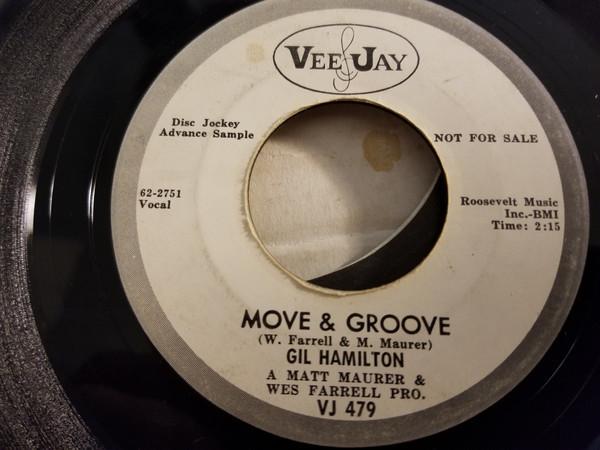 VEE JAY
Disc Jockey
Advance Sample
NOT FOR SALE
62-2751
Vocal
Roosevelt Music
Inc.-BMI
Time: 2:15
MOVE & GROOVE
(W. Farrell & M. Maurer)
GIL HAMILTON
A MATT MAURER &
WES FARRELL PRO.
VJ 479